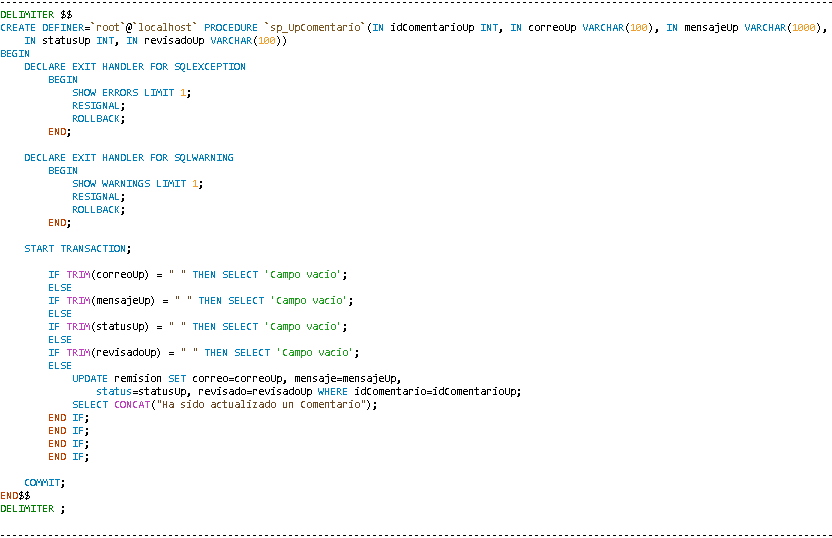 --------------------------------------------------------------------------------
DELIMITER $$
CREATE DEFINER=`root`@`localhost` PROCEDURE `sp_UpComentario`(IN idComentarioUp INT, IN correoUp VARCHAR(100), IN mensajeUp VARCHAR(1000),
    IN statusUp INT, IN revisadoUp VARCHAR(100))
BEGIN
    DECLARE EXIT HANDLER FOR SQLEXCEPTION
        BEGIN
            SHOW ERRORS LIMIT 1;
            RESIGNAL;
            ROLLBACK;
        END;

    DECLARE EXIT HANDLER FOR SQLWARNING
        BEGIN
            SHOW WARNINGS LIMIT 1;
            RESIGNAL;
            ROLLBACK;
        END;

    START TRANSACTION;

        IF TRIM(correoUp) = " " THEN SELECT 'Campo vacio';
        ELSE
        IF TRIM(mensajeUp) = " " THEN SELECT 'Campo vacio';
        ELSE
        IF TRIM(statusUp) = " " THEN SELECT 'Campo vacio';
        ELSE
        IF TRIM(revisadoUp) = " " THEN SELECT 'Campo vacio';
        ELSE
            UPDATE remision SET correo=correoUp, mensaje=mensajeUp,
                status=statusUp, revisado=revisadoUp WHERE idComentario=idComentarioUp;
            SELECT CONCAT("Ha sido actualizado un Comentario");
        END IF;
        END IF;
        END IF;
        END IF;

    COMMIT;
END$$
DELIMITER ;

--------------------------------------------------------------------------------